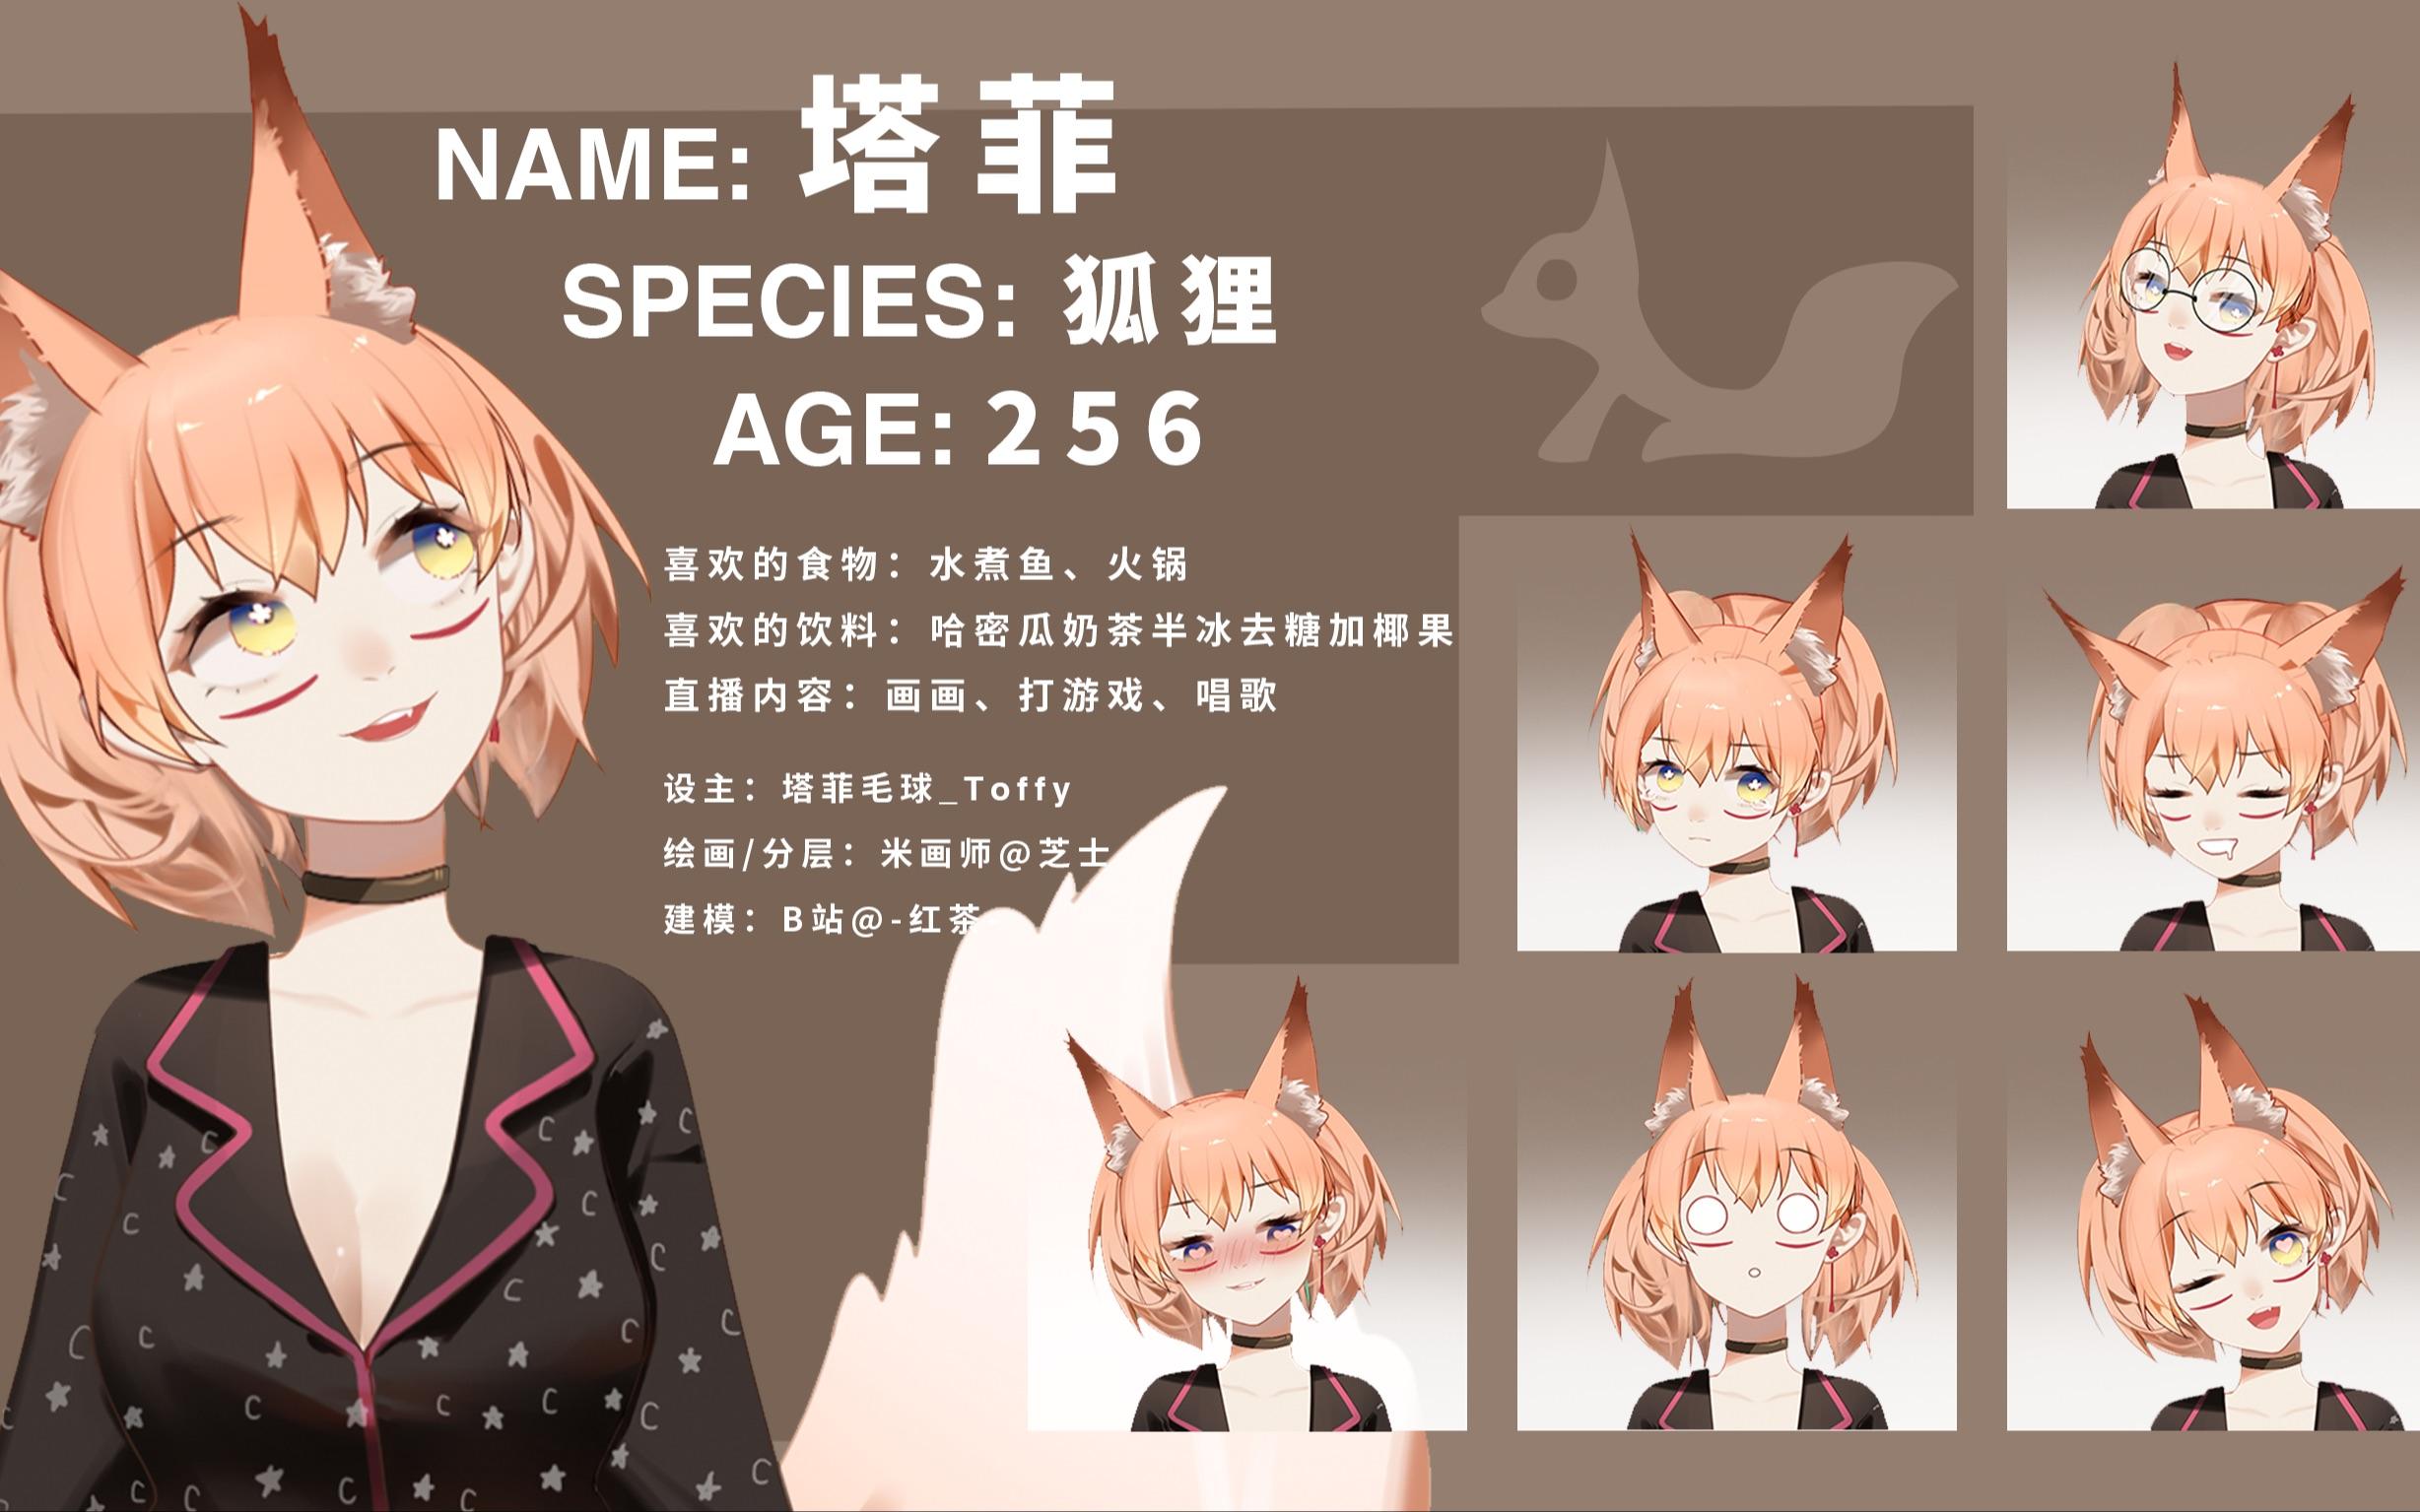 NAME: 塔菲
SPECIES: 狐狸
AGE: 256
喜欢的食物：水煮鱼、火锅
喜欢的饮料：哈密瓜奶茶半冰去糖加椰果
直播内容：画画、打游戏、唱歌
设主：塔菲毛球_Toffy
绘画/分层：米画师@芝士
建模：B站@-红茶